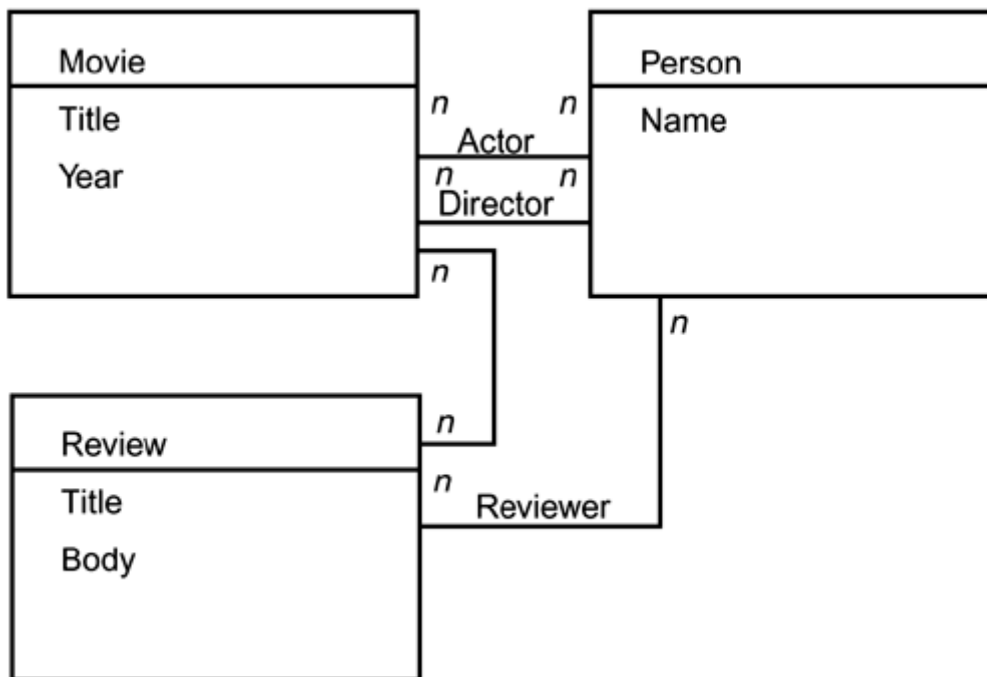 Movie
Title
Year
Person
Name
n n
Actor
n n
Director
n
n
Review
Title
Body
n
n
Reviewer